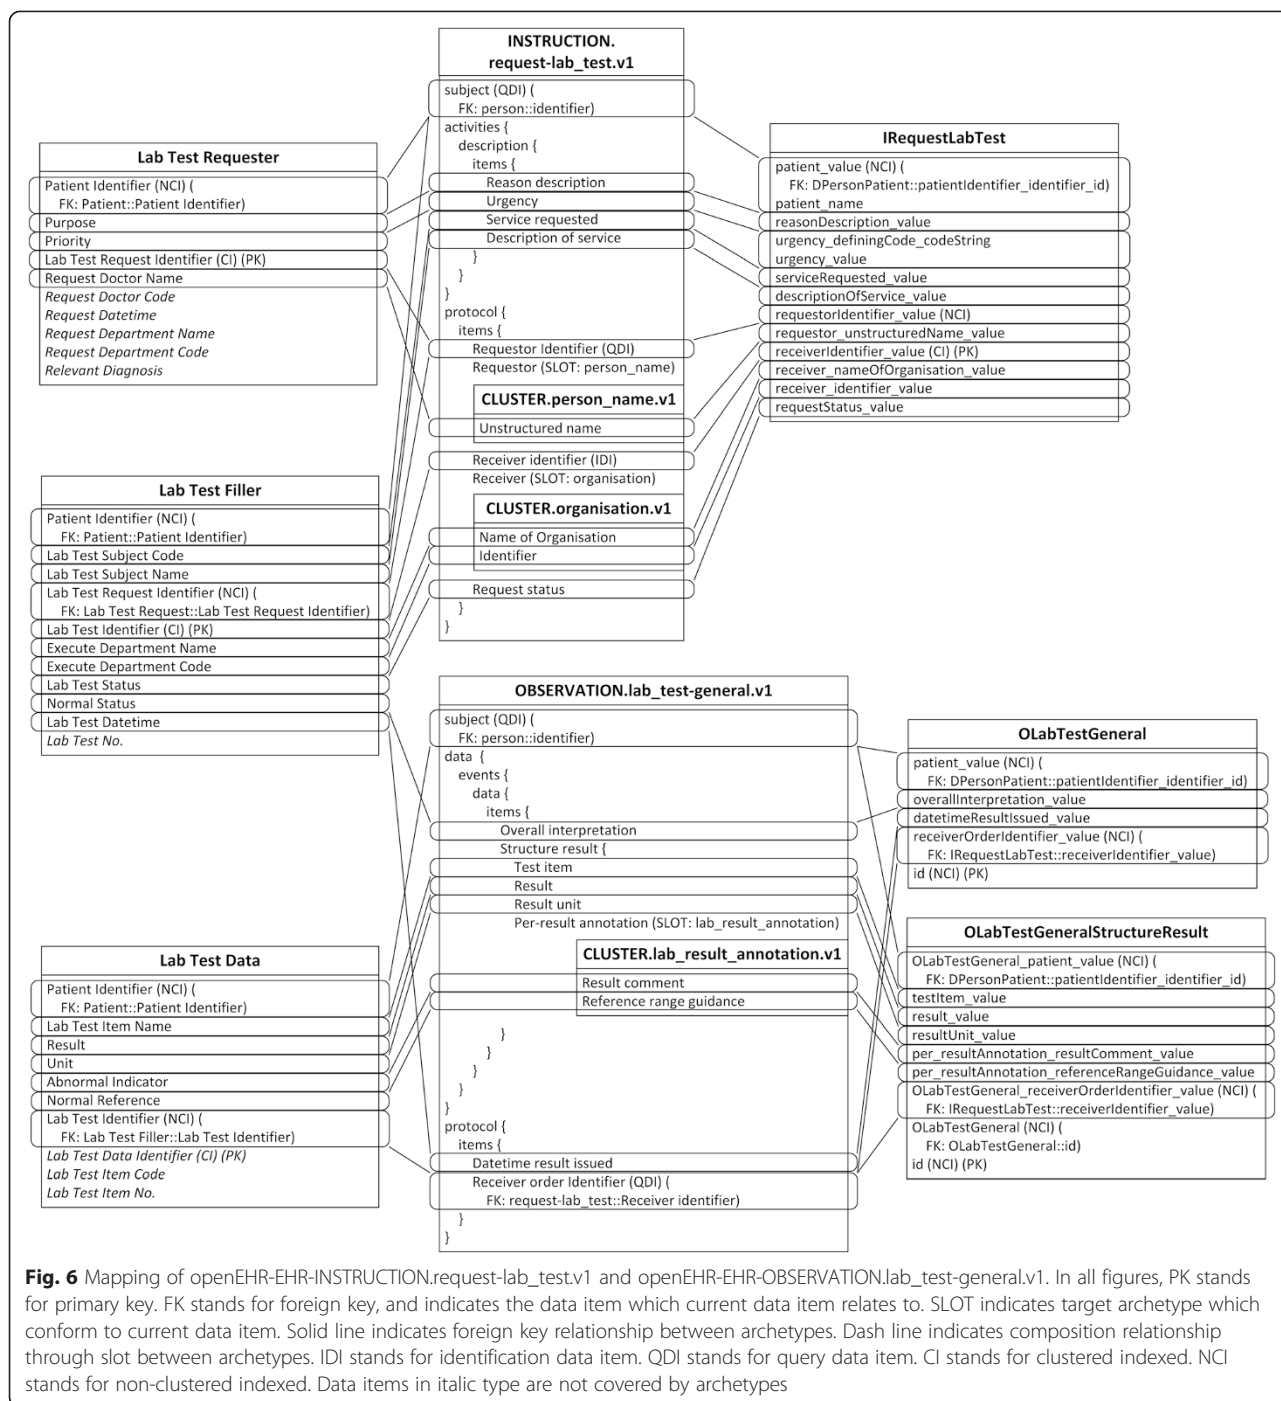 INSTRUCTION.
request-lab_test.v1
subject (QDI) (
FK: person::identifier)
activities {
description {
items {
Reason description
Urgency
Service requested
Description of service
}
}
}
protocol {
items {
Requestor Identifier (QDI)
Requestor (SLOT: person_name)
CLUSTER.person_name.v1
Unstructured name
Receiver identifier (IDI)
Receiver (SLOT: organisation)
CLUSTER.organisation.v1
Name of Organisation
Identifier
Request status
}
}
Lab Test Requester
Patient Identifier (NCI) (
FK: Patient::Patient Identifier)
Purpose
Priority
Lab Test Request Identifier (CI) (PK)
Request Doctor Name
Request Doctor Code
Request Datetime
Request Department Name
Request Department Code
Relevant Diagnosis
IRequestLabTest
patient_value (NCI) (
FK: DPersonPatient::patientIdentifier_identifier_id)
patient_name
reasonDescription_value
urgency_definingCode_codeString
urgency_value
serviceRequested_value
descriptionOfService_value
requestorIdentifier_value (NCI)
requestor_unstructuredName_value
receiverIdentifier_value (CI) (PK)
receiver_nameOfOrganisation_value
receiver_identifier_value
requestStatus_value
Lab Test Filler
Patient Identifier (NCI) (
FK: Patient::Patient Identifier)
Lab Test Subject Code
Lab Test Subject Name
Lab Test Request Identifier (NCI) (
FK: Lab Test Request::Lab Test Request Identifier)
Lab Test Identifier (CI) (PK)
Execute Department Name
Execute Department Code
Lab Test Status
Normal Status
Lab Test Datetime
Lab Test No.
OBSERVATION.lab_test-general.v1
subject (QDI) (
FK: person::identifier)
data {
events {
data {
items {
Overall interpretation
Structure result {
Test item
Result
Result unit
Per-result annotation (SLOT: lab_result_annotation)
CLUSTER.lab_result_annotation.v1
Result comment
Reference range guidance
}
}
}
}
}
protocol {
items {
Datetime result issued
Receiver order Identifier (QDI) (
FK: request-lab_test::Receiver identifier)
}
}
OLabTestGeneral
patient_value (NCI) (
FK: DPersonPatient::patientIdentifier_identifier_id)
overallInterpretation_value
datetimeResultIssued_value
receiverOrderIdentifier_value (NCI) (
FK: IRequestLabTest::receiverIdentifier_value)
id (NCI) (PK)
Lab Test Data
Patient Identifier (NCI) (
FK: Patient::Patient Identifier)
Lab Test Item Name
Result
Unit
Abnormal Indicator
Normal Reference
Lab Test Identifier (NCI) (
FK: Lab Test Filler::Lab Test Identifier)
Lab Test Data Identifier (CI) (PK)
Lab Test Item Code
Lab Test Item No.
OLabTestGeneralStructureResult
OLabTestGeneral_patient_value (NCI) (
FK: DPersonPatient::patientIdentifier_identifier_id)
testItem_value
result_value
resultUnit_value
per_resultAnnotation_resultComment_value
per_resultAnnotation_referenceRangeGuidance_value
OLabTestGeneral_receiverOrderIdentifier_value (NCI) (
FK: IRequestLabTest::receiverIdentifier_value)
OLabTestGeneral (NCI) (
FK: OLabTestGeneral::id)
id (NCI) (PK)
Fig. 6 Mapping of openEHR-EHR-INSTRUCTION.request-lab_test.v1 and openEHR-EHR-OBSERVATION.lab_test-general.v1. In all figures, PK stands
for primary key. FK stands for foreign key, and indicates the data item which current data item relates to. SLOT indicates target archetype which
conform to current data item. Solid line indicates foreign key relationship between archetypes. Dash line indicates composition relationship
through slot between archetypes. IDI stands for identification data item. QDI stands for query data item. CI stands for clustered indexed. NCI
stands for non-clustered indexed. Data items in italic type are not covered by archetypes